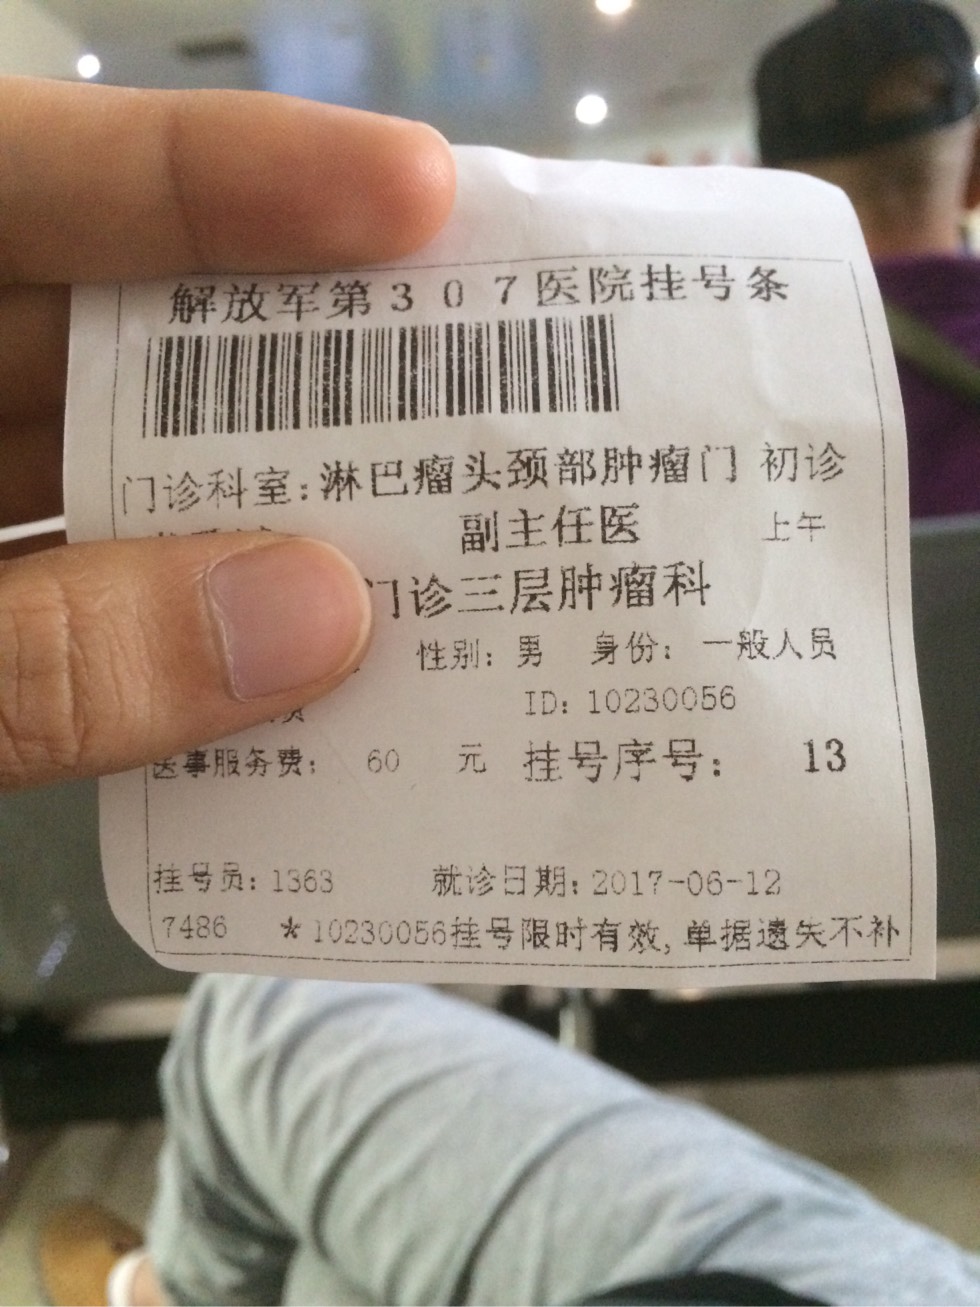 解放军第307医院挂号条
门诊科室:淋巴瘤头颈部肿瘤门 初诊
副主任医 上午
门诊三层肿瘤科
性别: 男 身份: 一般人员
ID: 10230056
医事服务费: 60 元 挂号序号: 13
挂号员: 1363 就诊日期: 2017-06-12
7486 *10230056挂号限时有效,单据遗失不补